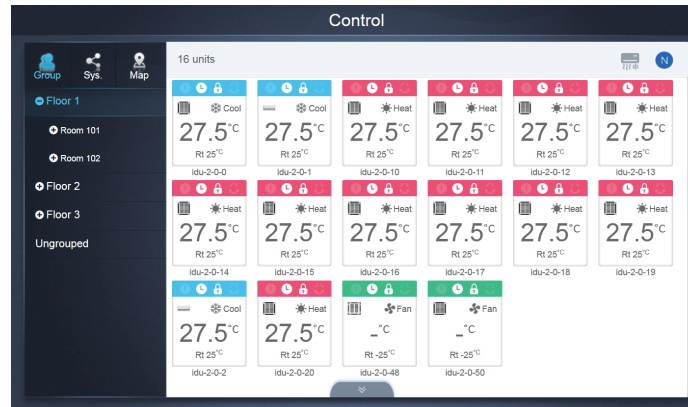 Control
Group Sys. Map
16 units
N
Floor 1
Room 101
Room 102
Floor 2
Floor 3
Ungrouped
Cool Cool Heat Heat Heat Heat
27.5°C 27.5°C 27.5°C 27.5°C 27.5°C 27.5°C
Rt 25°C Rt 25°C Rt 25°C Rt 25°C Rt 25°C Rt 25°C
idu-2-0-0 idu-2-0-1 idu-2-0-10 idu-2-0-11 idu-2-0-12 idu-2-0-13
Heat Heat Heat Heat Heat Heat
27.5°C 27.5°C 27.5°C 27.5°C 27.5°C 27.5°C
Rt 25°C Rt 25°C Rt 25°C Rt 25°C Rt 25°C Rt 25°C
idu-2-0-14 idu-2-0-15 idu-2-0-16 idu-2-0-17 idu-2-0-18 idu-2-0-19
Cool Heat Fan Fan
27.5°C 27.5°C -°C -°C
Rt 25°C Rt 25°C Rt -25°C Rt -25°C
idu-2-0-2 idu-2-0-20 idu-2-0-48 idu-2-0-50